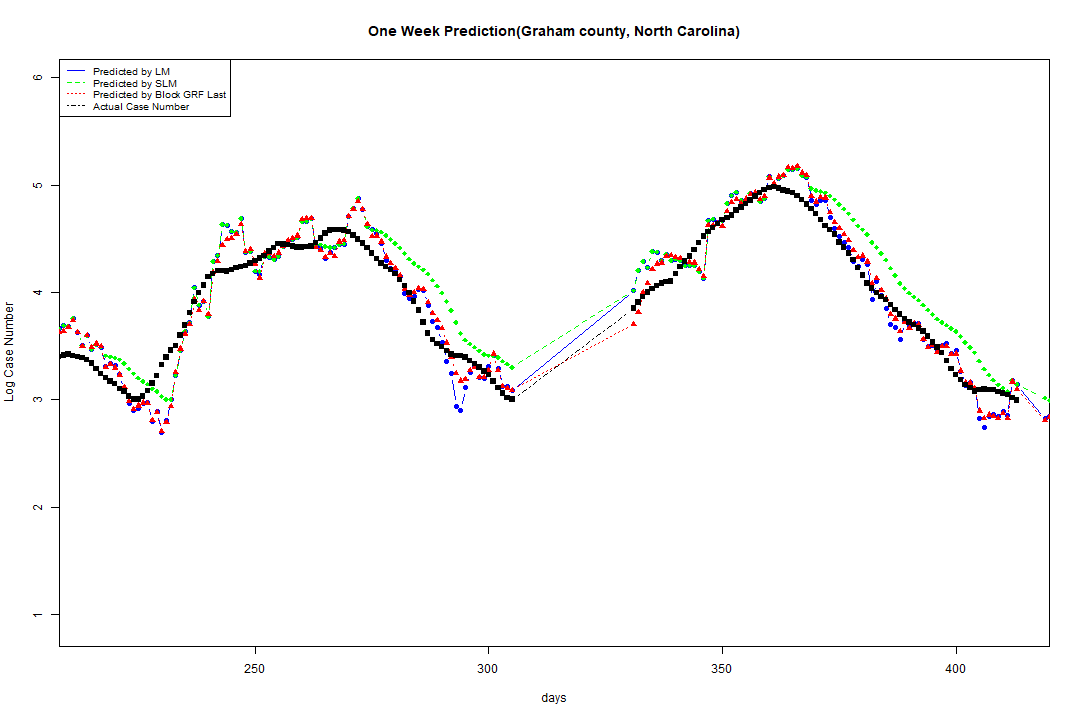 One Week Prediction(Graham county, North Carolina)
Predicted by LM
Predicted by SLM
Predicted by Block GRF Last
Actual Case Number
6
5
4
3
2
1
Log Case Number
250 300 350 400
days